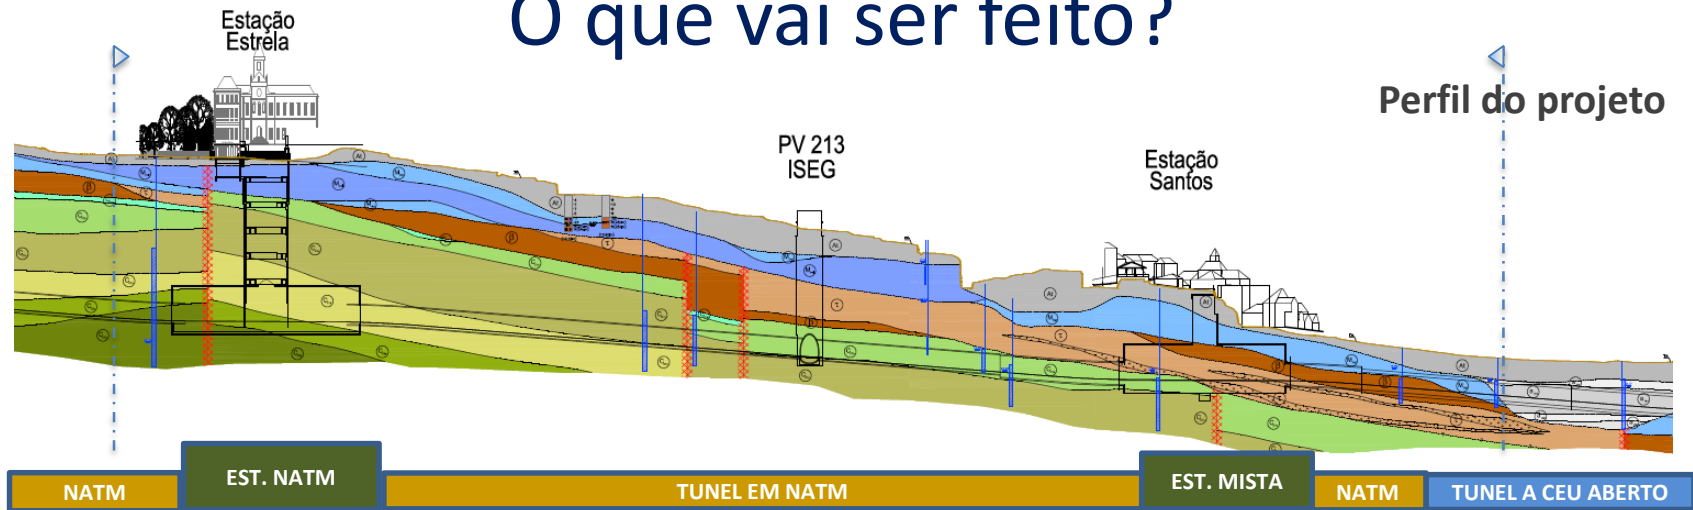 O que vai ser feito?
Estação
Estrela
Perfil do projeto
PV 213
ISEG
Estação
Santos
NATM
EST. NATM
TUNEL EM NATM
EST. MISTA
NATM
TUNEL A CEU ABERTO